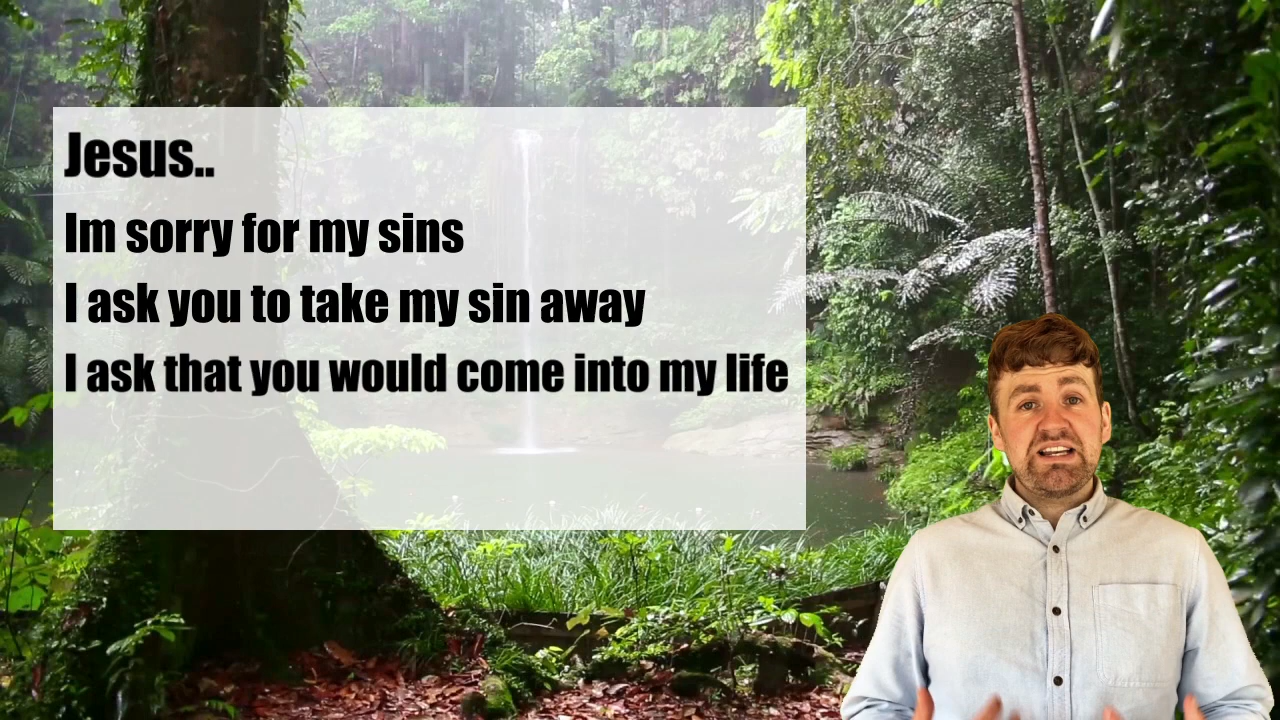 Jesus..
Im sorry for my sins
I ask you to take my sin away
I ask that you would come into my life